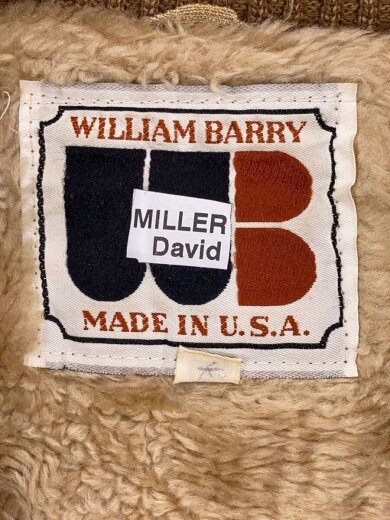 WILLIAM BARRY
MILLER
David
MADE IN U.S.A.